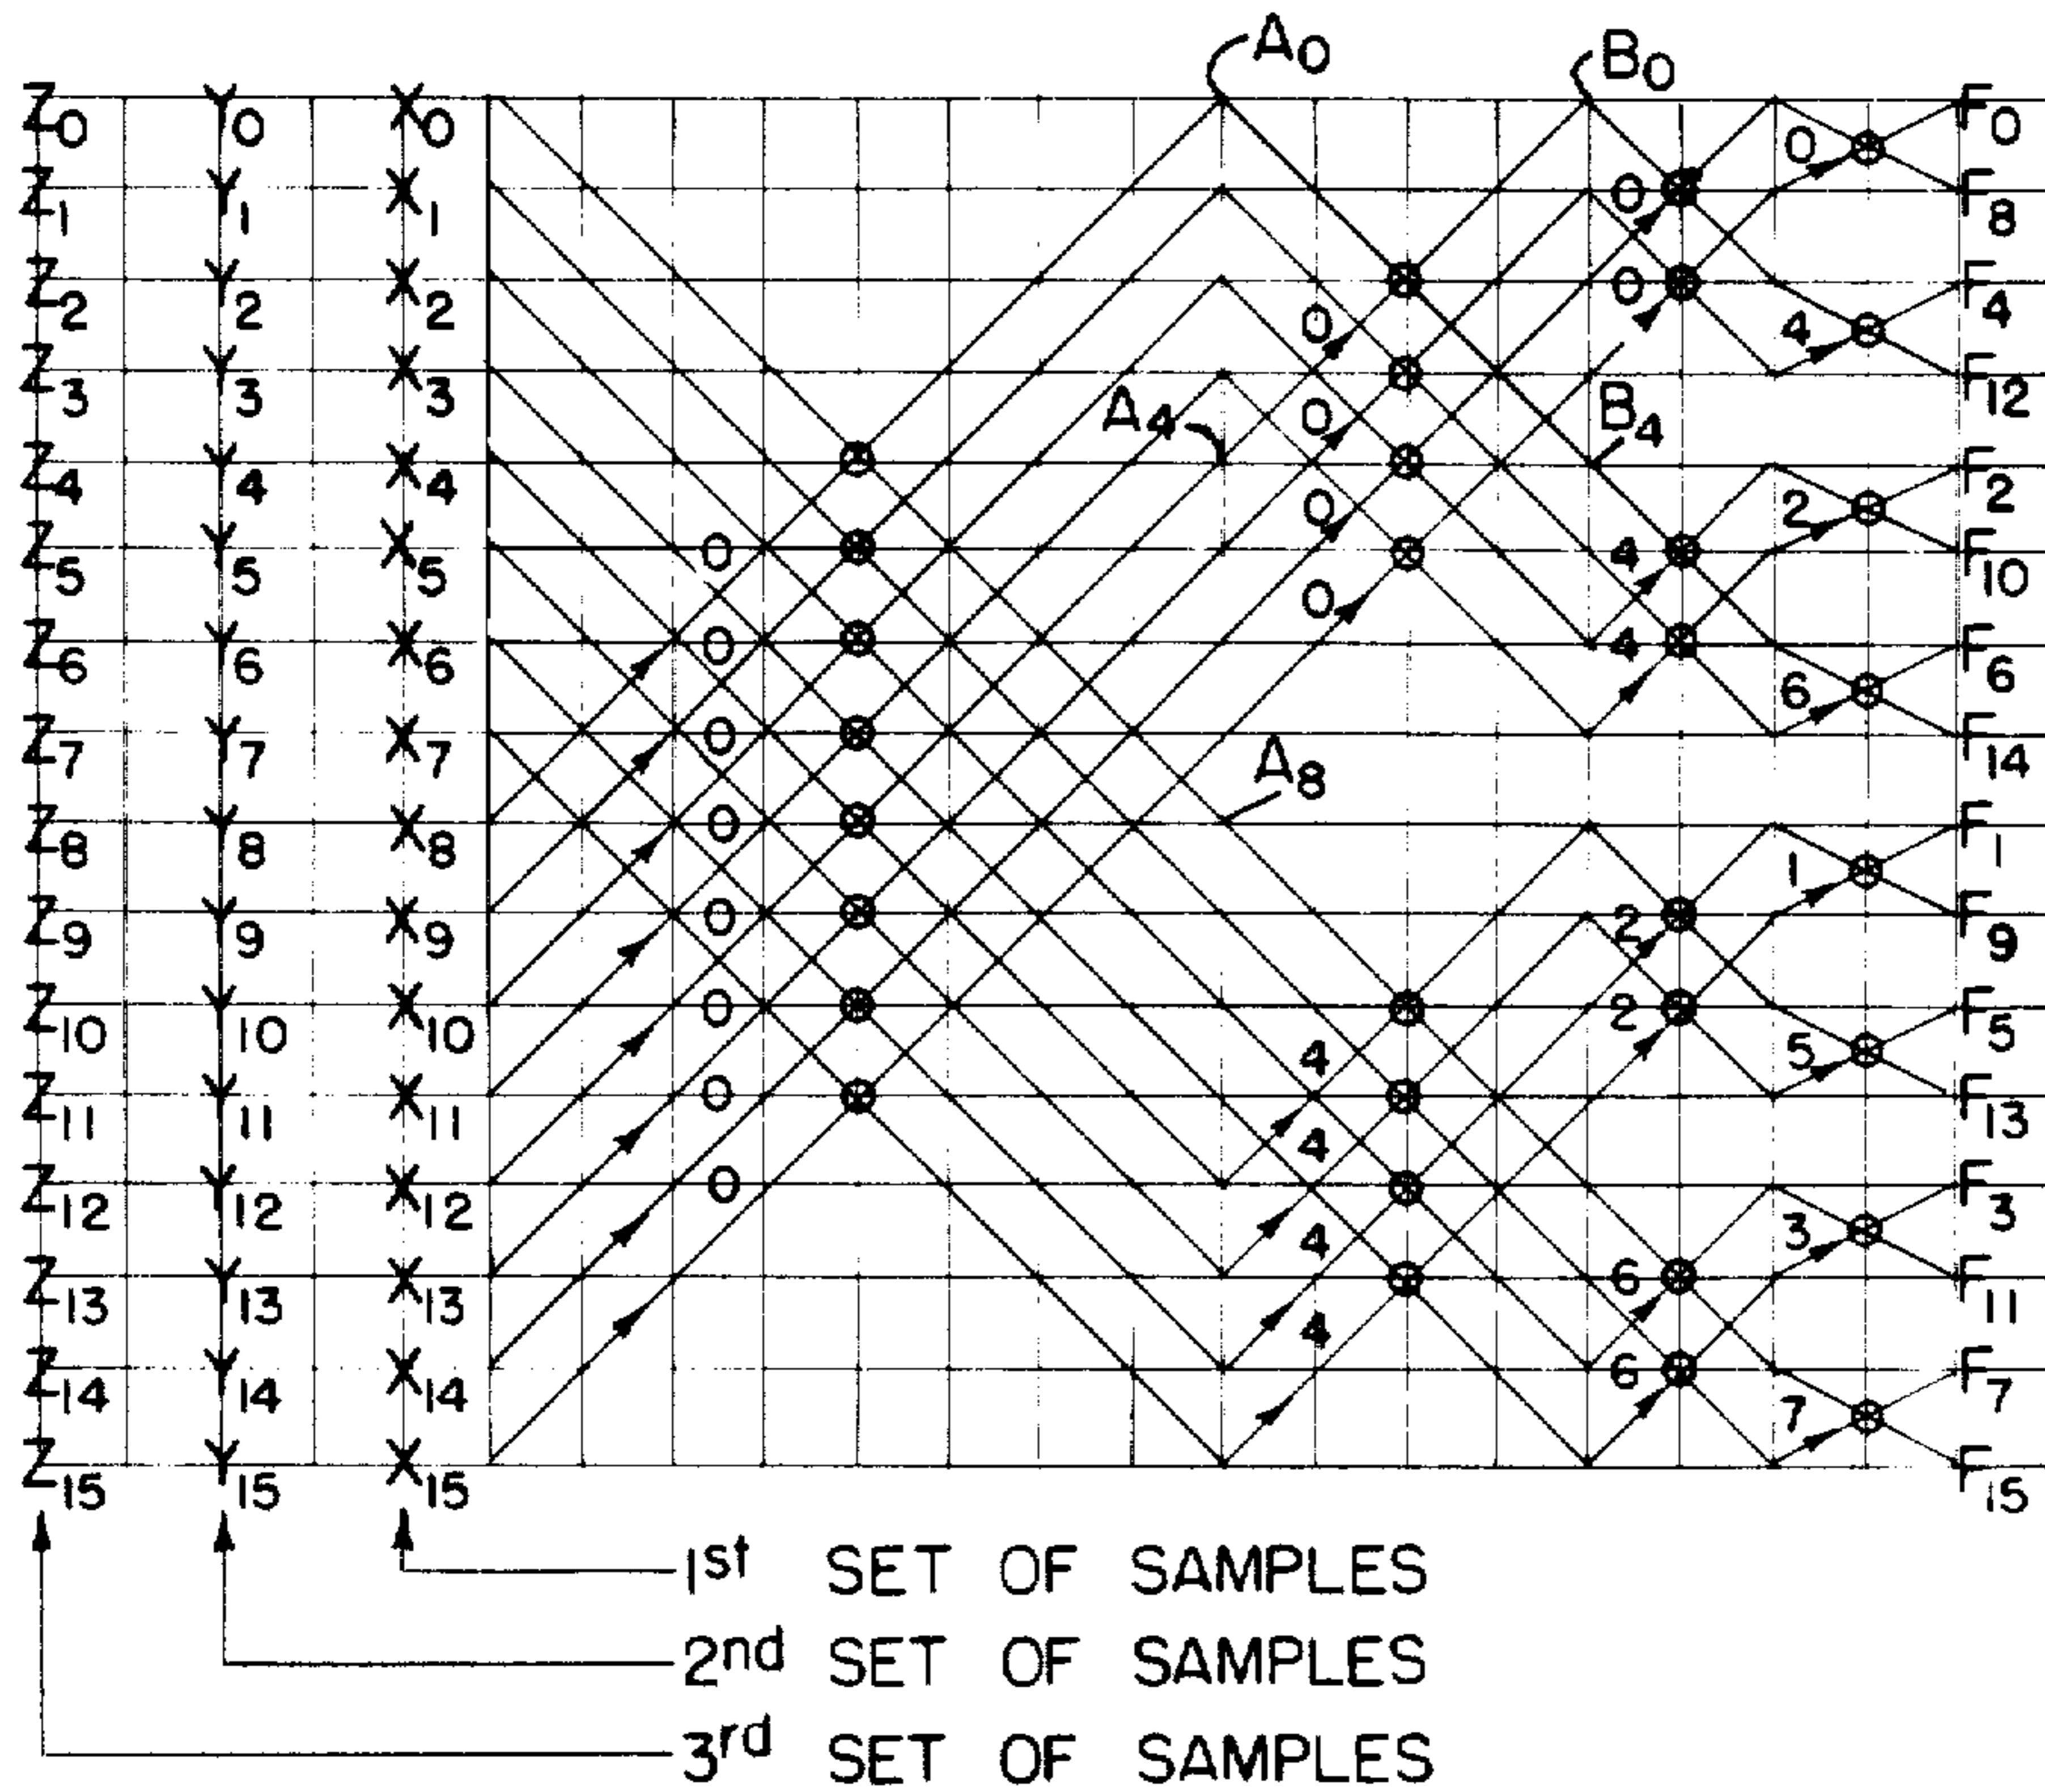 A0 B0
Z0 Y0 X0 0 F0
Z1 Y1 X1 0 F8
Z2 Y2 X2 0 0 4 F4
Z3 Y3 X3 A4 0 B4 F12
Z4 Y4 X4 0 2 F2
Z5 Y5 X5 0 0 4 F10
Z6 Y6 X6 0 4 6 F6
Z7 Y7 X7 0 A8 F14
Z8 Y8 X8 0 1 F1
Z9 Y9 X9 0 2 F9
Z10 Y10 X10 0 4 2 5 F5
Z11 Y11 X11 0 4 F13
Z12 Y12 X12 0 4 3 F3
Z13 Y13 X13 4 6 F11
Z14 Y14 X14 6 7 F7
Z15 Y15 X15 F15
1st SET OF SAMPLES
2nd SET OF SAMPLES
3rd SET OF SAMPLES